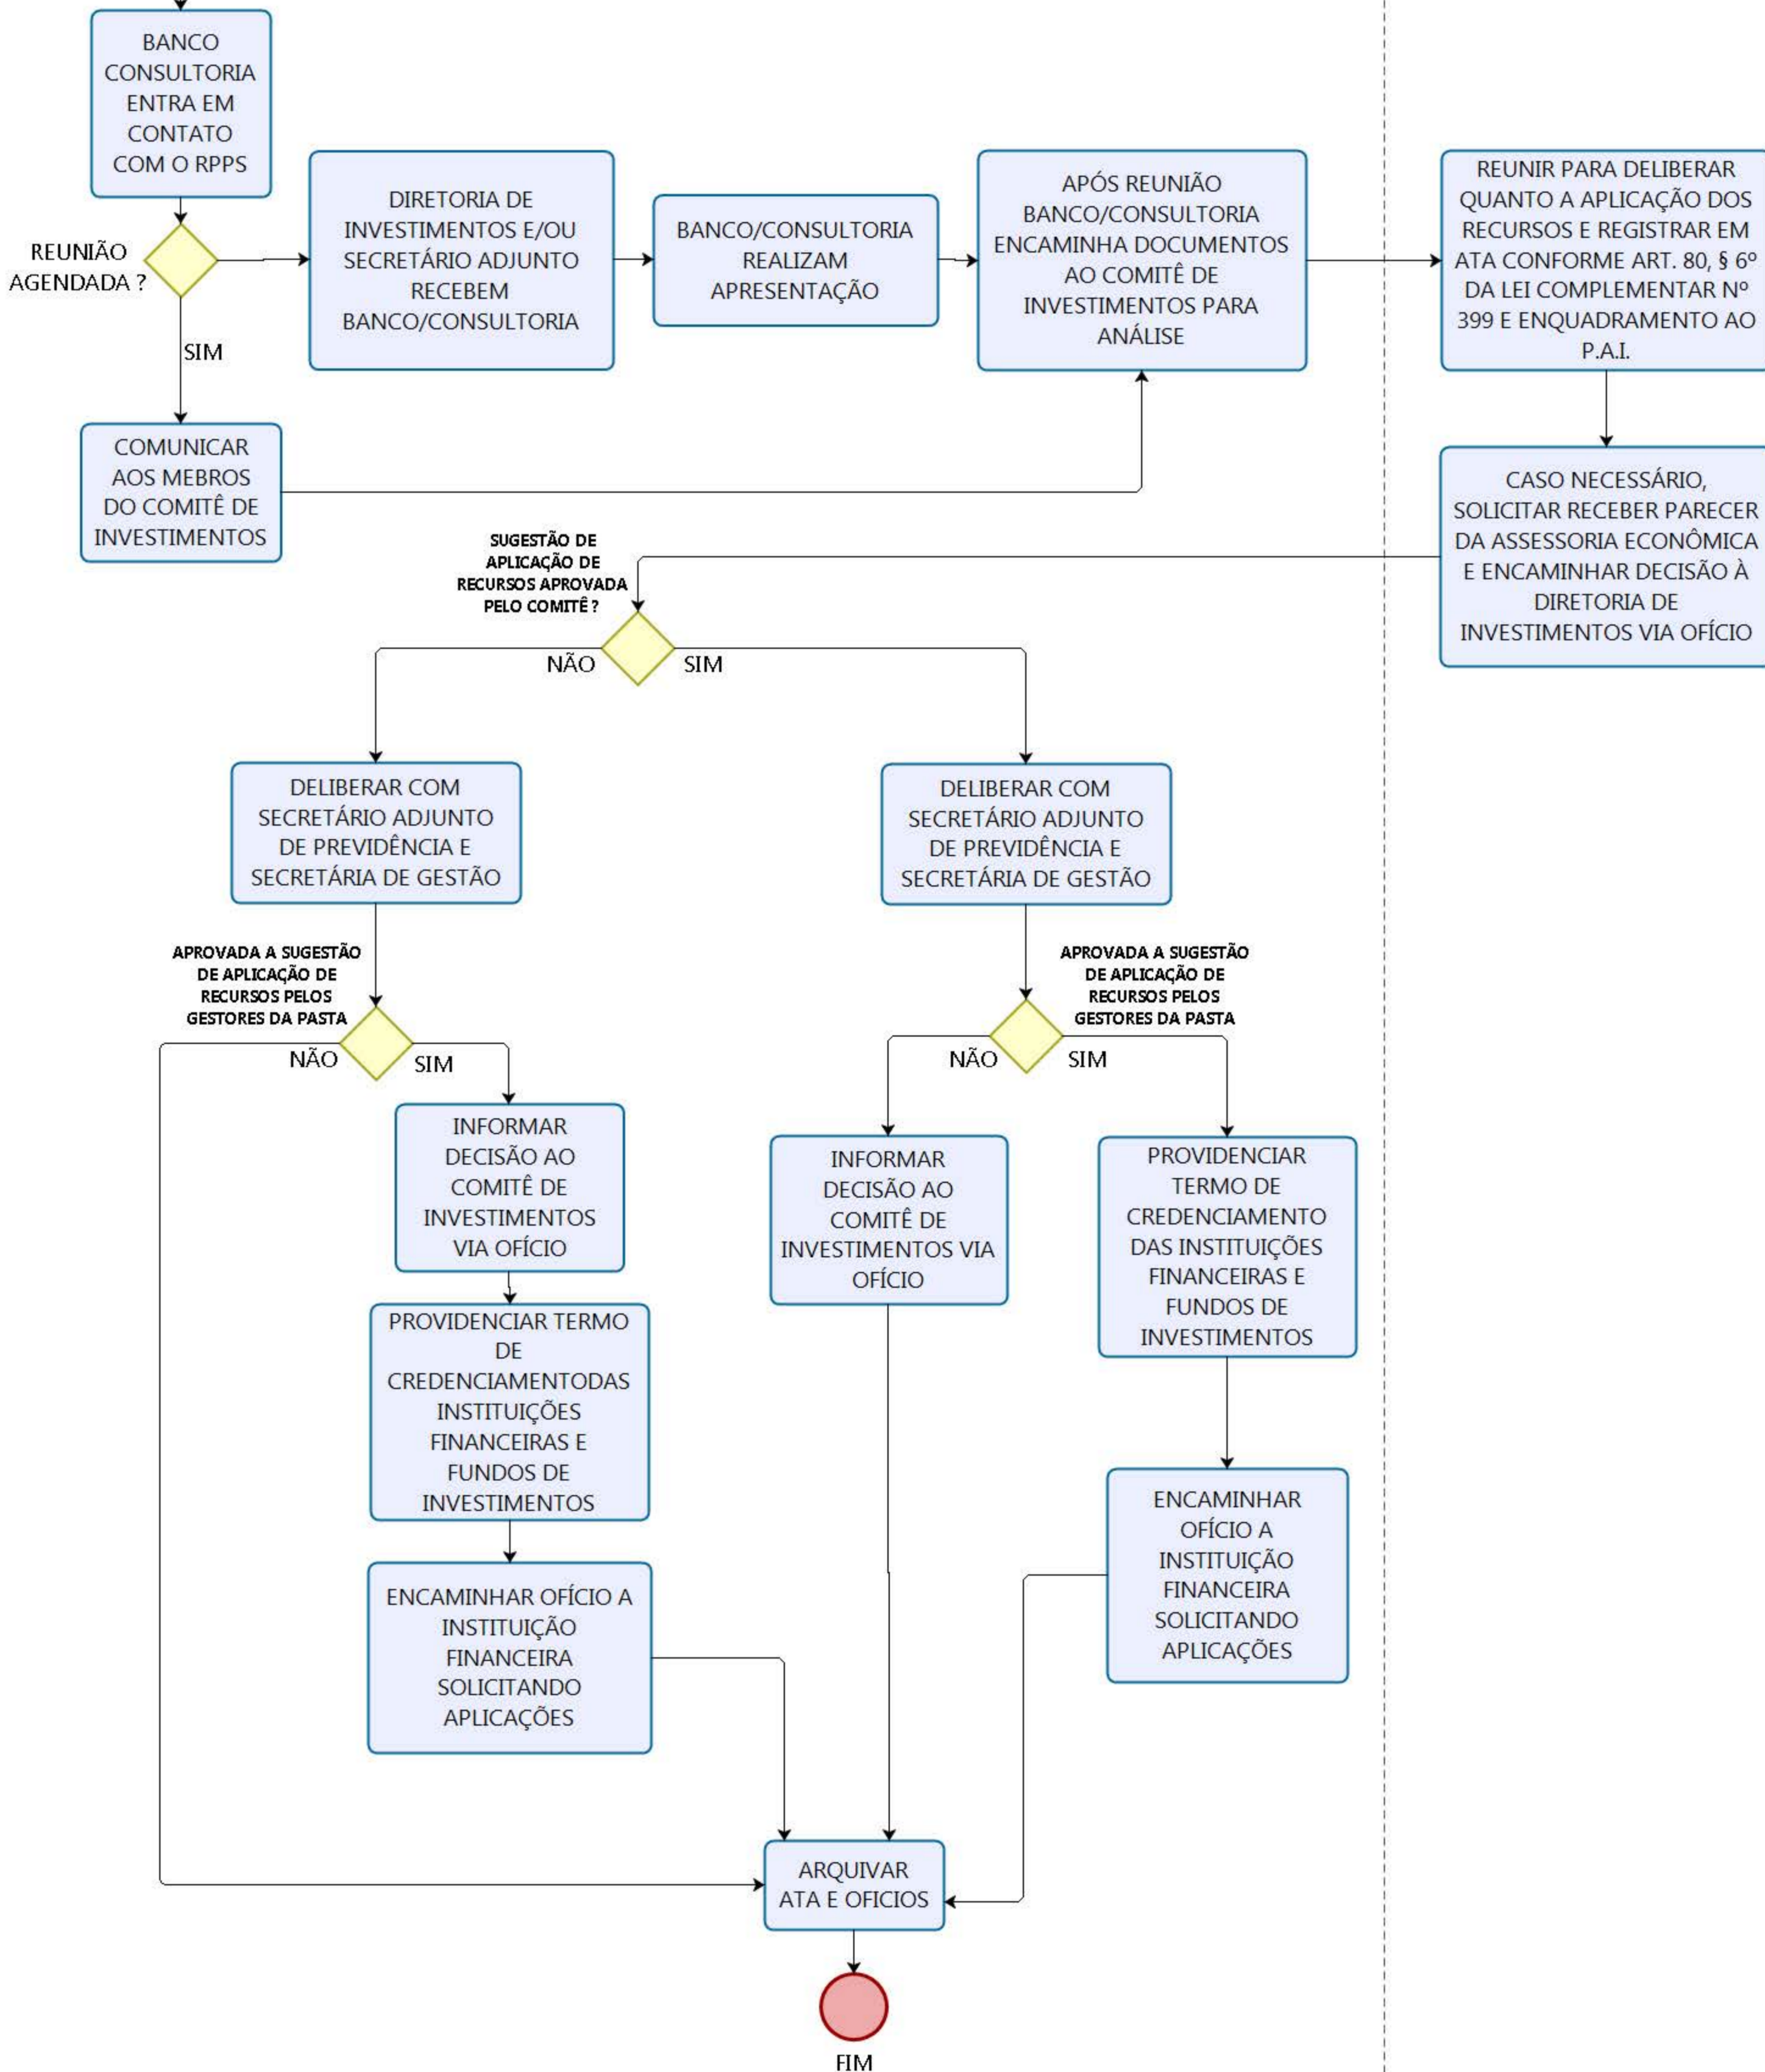 BANCO
CONSULTORIA
ENTRA EM
CONTATO
COM O RPPS
REUNIÃO
AGENDADA ?
SIM
DIRETORIA DE
INVESTIMENTOS E/OU
SECRETÁRIO ADJUNTO
RECEBEM
BANCO/CONSULTORIA
BANCO/CONSULTORIA
REALIZAM
APRESENTAÇÃO
APÓS REUNIÃO
BANCO/CONSULTORIA
ENCAMINHA DOCUMENTOS
AO COMITÊ DE
INVESTIMENTOS PARA
ANÁLISE
REUNIR PARA DELIBERAR
QUANTO A APLICAÇÃO DOS
RECURSOS E REGISTRAR EM
ATA CONFORME ART. 80, § 6º
DA LEI COMPLEMENTAR Nº
399 E ENQUADRAMENTO AO
P.A.I.
COMUNICAR
AOS MEBROS
DO COMITÊ DE
INVESTIMENTOS
CASO NECESSÁRIO,
SOLICITAR RECEBER PARECER
DA ASSESSORIA ECONÔMICA
E ENCAMINHAR DECISÃO À
DIRETORIA DE
INVESTIMENTOS VIA OFÍCIO
SUGESTÃO DE
APLICAÇÃO DE
RECURSOS APROVADA
PELO COMITÊ ?
NÃO
SIM
DELIBERAR COM
SECRETÁRIO ADJUNTO
DE PREVIDÊNCIA E
SECRETÁRIA DE GESTÃO
DELIBERAR COM
SECRETÁRIO ADJUNTO
DE PREVIDÊNCIA E
SECRETÁRIA DE GESTÃO
APROVADA A SUGESTÃO
DE APLICAÇÃO DE
RECURSOS PELOS
GESTORES DA PASTA
NÃO
SIM
APROVADA A SUGESTÃO
DE APLICAÇÃO DE
RECURSOS PELOS
GESTORES DA PASTA
NÃO
SIM
INFORMAR
DECISÃO AO
COMITÊ DE
INVESTIMENTOS
VIA OFÍCIO
INFORMAR
DECISÃO AO
COMITÊ DE
INVESTIMENTOS VIA
OFÍCIO
PROVIDENCIAR
TERMO DE
CREDENCIAMENTO
DAS INSTITUIÇÕES
FINANCEIRAS E
FUNDOS DE
INVESTIMENTOS
PROVIDENCIAR TERMO
DE
CREDENCIAMENTODAS
INSTITUIÇÕES
FINANCEIRAS E
FUNDOS DE
INVESTIMENTOS
ENCAMINHAR
OFÍCIO A
INSTITUIÇÃO
FINANCEIRA
SOLICITANDO
APLICAÇÕES
ENCAMINHAR OFÍCIO A
INSTITUIÇÃO
FINANCEIRA
SOLICITANDO
APLICAÇÕES
ARQUIVAR
ATA E OFICIOS
FIM